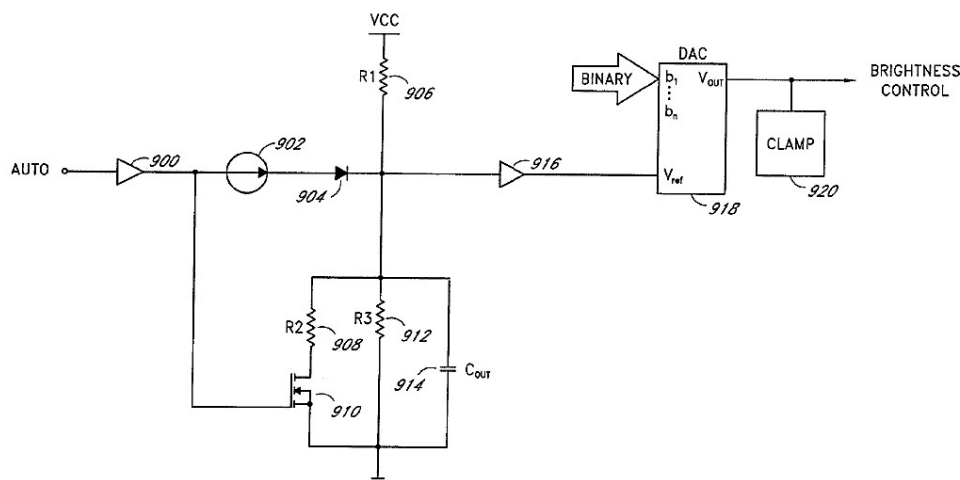 VCC
R1
906
BINARY
DAC
b1
bn
VOUT
BRIGHTNESS
CONTROL
CLAMP
920
AUTO
900
902
904
916
Vref
918
R2
908
R3
912
914
COUT
910